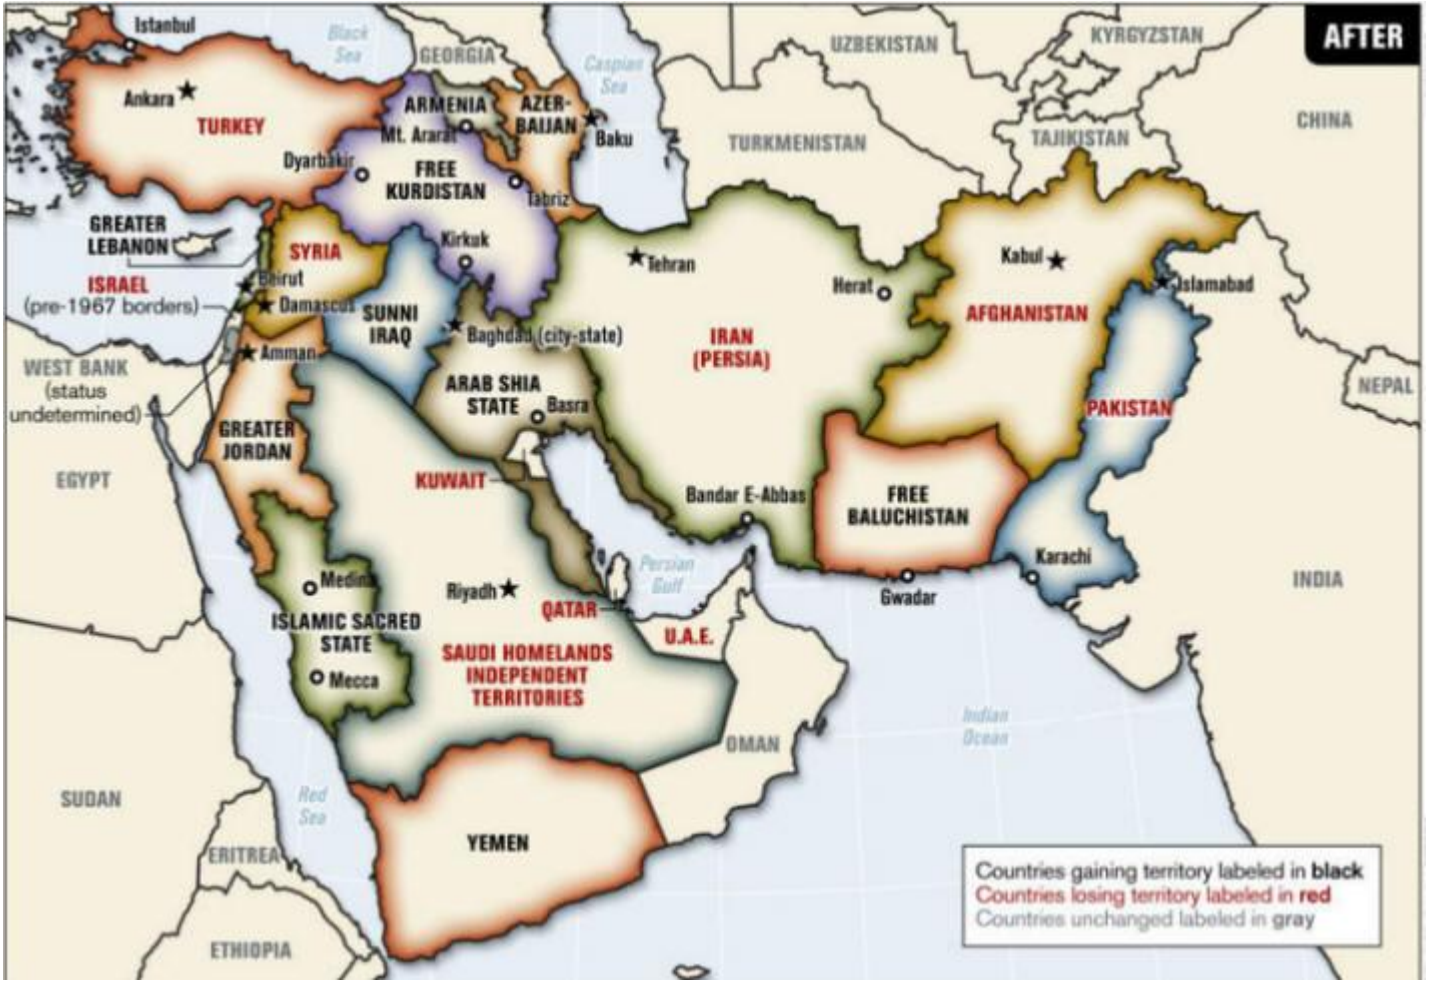 AFTER
Istanbul
Black
Sea
GEORGIA
Caspian
Sea
UZBEKISTAN
KYRGYZSTAN
Ankara
TURKEY
ARMENIA
Mt. Ararat
AZER-
BAIJAN
Baku
TURKMENISTAN
TAJIKISTAN
CHINA
Dyarbakir
FREE
KURDISTAN
Tabriz
GREATER
LEBANON
SYRIA
Kirkuk
Tehran
Herat
Kabul
Islamabad
ISRAEL
(pre-1967 borders)
Beirut
Damascus
SUNNI
IRAQ
Baghdad (city-state)
IRAN
(PERSIA)
AFGHANISTAN
WEST BANK
(status
undetermined)
Amman
ARAB SHIA
STATE
Basra
PAKISTAN
NEPAL
GREATER
JORDAN
EGYPT
KUWAIT
Bandar E-Abbas
FREE
BALUCHISTAN
Karachi
INDIA
Medina
Riyadh
Persian
Gulf
Gwadar
QATAR
ISLAMIC SACRED
STATE
U.A.E.
SAUDI HOMELANDS
INDEPENDENT
TERRITORIES
Mecca
Indian
Ocean
OMAN
SUDAN
Red
Sea
YEMEN
ERITREA
ETHIOPIA
Countries gaining territory labeled in black
Countries losing territory labeled in red
Countries unchanged labeled in gray